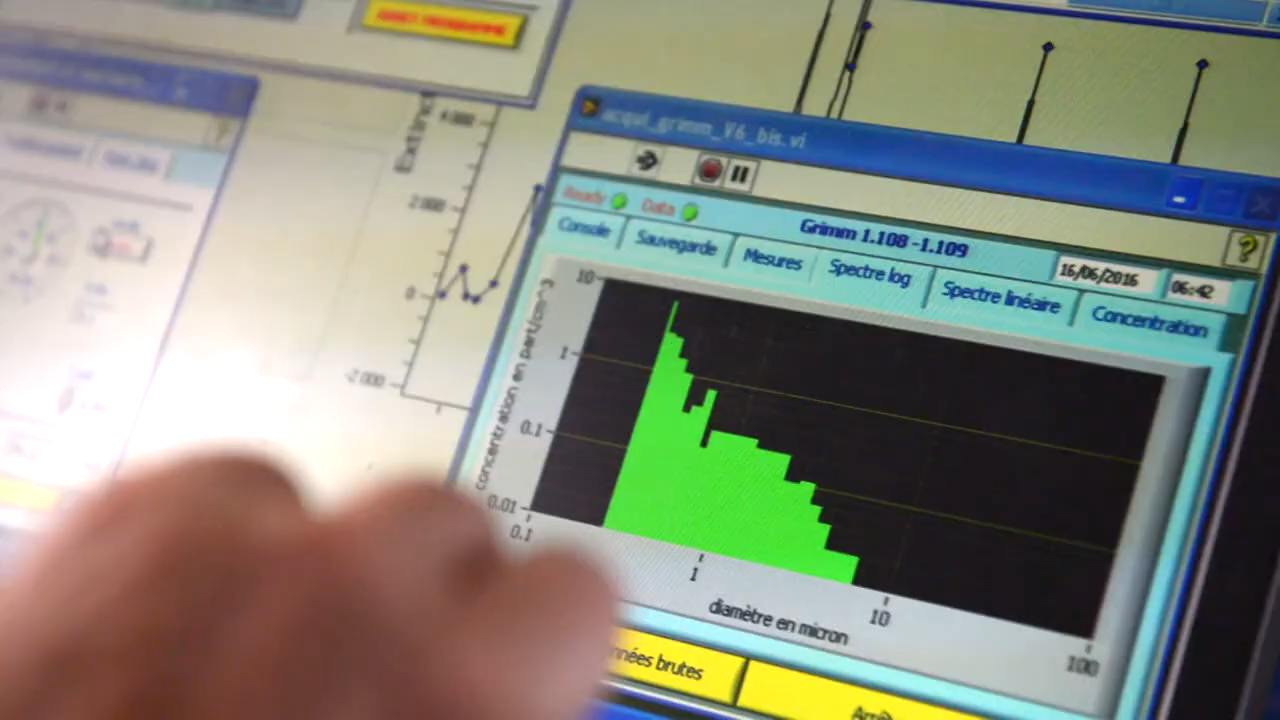 acqui_grimm_V6_bis.vi
Ready Data
Grimm 1.108 -1.109
16/06/2016 06:42
Console Sauvegarde Mesures Spectre log Spectre linéaire Concentration
concentration en part/cm^3
10
1
0.1
0.01
0.1 1 10 100
diamètre en micron
nnées brutes Arrê
Extinc
4 000
2 000
0
-2 000